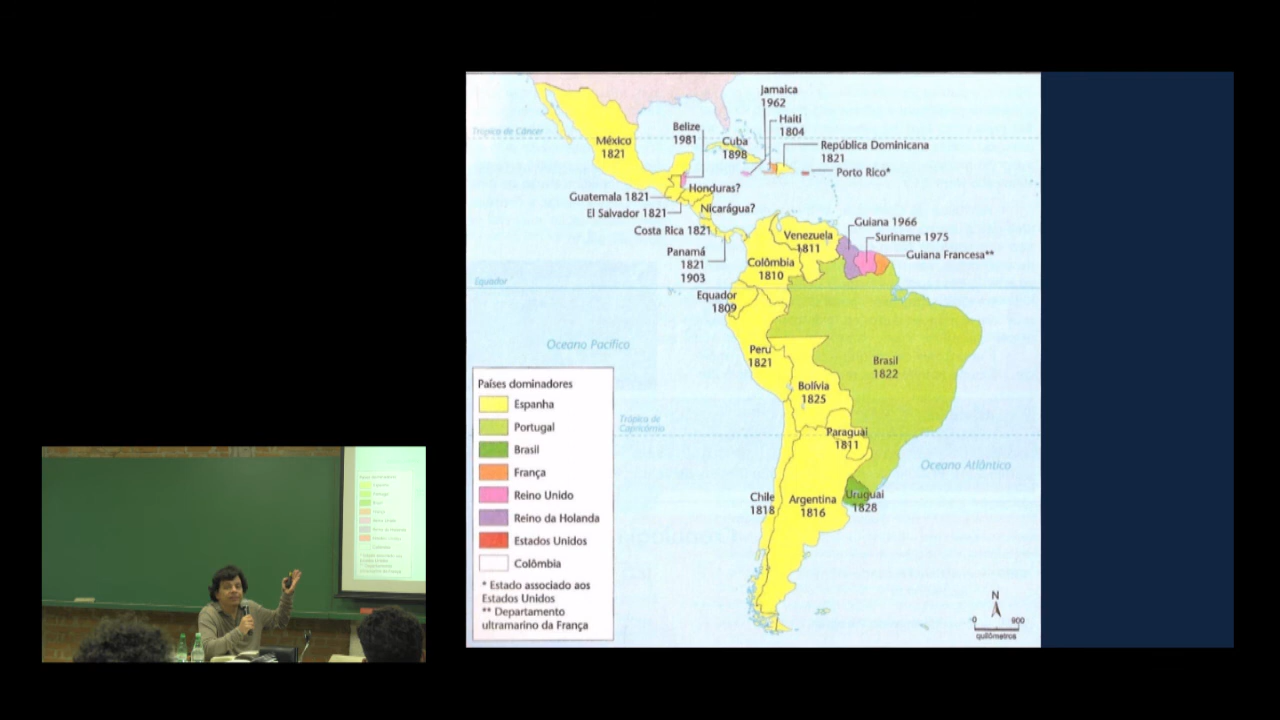 Jamaica
1962
Haiti
1804
Belize
1981
Cuba
1898
República Dominicana
1821
Porto Rico*
Trópico de Câncer
México
1821
Honduras?
Guatemala 1821
Nicarágua?
El Salvador 1821
Costa Rica 1821
Panamá
1821
1903
Venezuela
1811
Guiana 1966
Suriname 1975
Guiana Francesa**
Colômbia
1810
Equador
Equador
1809
Oceano Pacífico
Peru
1821
Brasil
1822
Bolívia
1825
Trópico de
Capricórnio
Paraguai
1811
Oceano Atlântico
Chile
1818
Argentina
1816
Uruguai
1828
Países dominadores
Espanha
Portugal
Brasil
França
Reino Unido
Reino da Holanda
Estados Unidos
Colômbia
* Estado associado aos
Estados Unidos
** Departamento
ultramarino da França
N
0 900
quilômetros